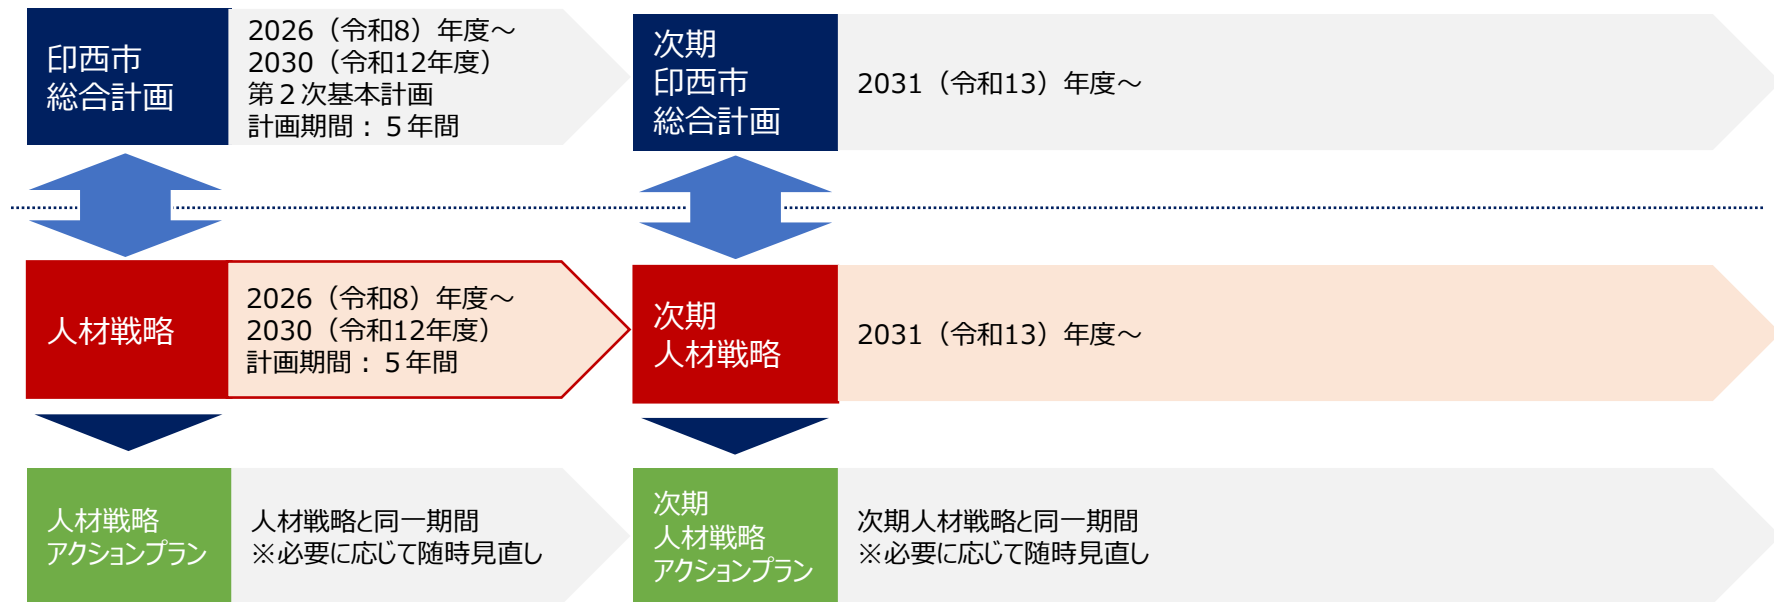 印西市
総合計画
2026（令和8）年度～
2030（令和12年度）
第２次基本計画
計画期間：５年間
次期
印西市
総合計画
2031（令和13）年度～
人材戦略
2026（令和8）年度～
2030（令和12年度）
計画期間：５年間
次期
人材戦略
2031（令和13）年度～
人材戦略
アクションプラン
人材戦略と同一期間
※必要に応じて随時見直し
次期
人材戦略
アクションプラン
次期人材戦略と同一期間
※必要に応じて随時見直し